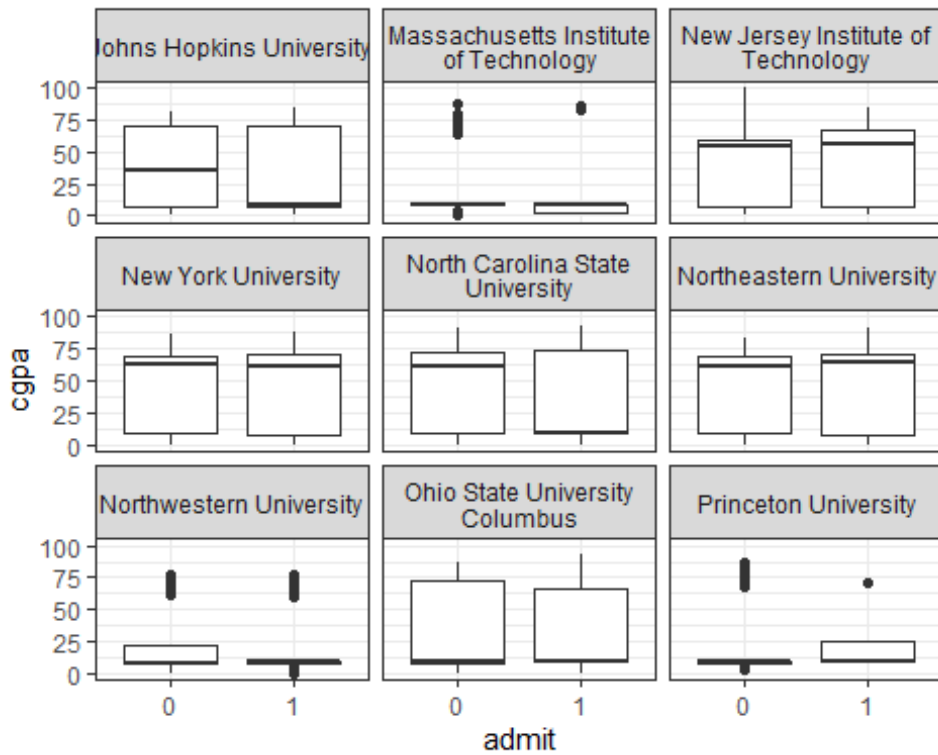 Johns Hopkins University
Massachusetts Institute
of Technology
New Jersey Institute of
Technology
100
75
50
25
0
New York University
North Carolina State
University
Northeastern University
100
75
50
25
0
cgpa
Northwestern University
Ohio State University
Columbus
Princeton University
100
75
50
25
0
0 1 0 1 0 1
admit